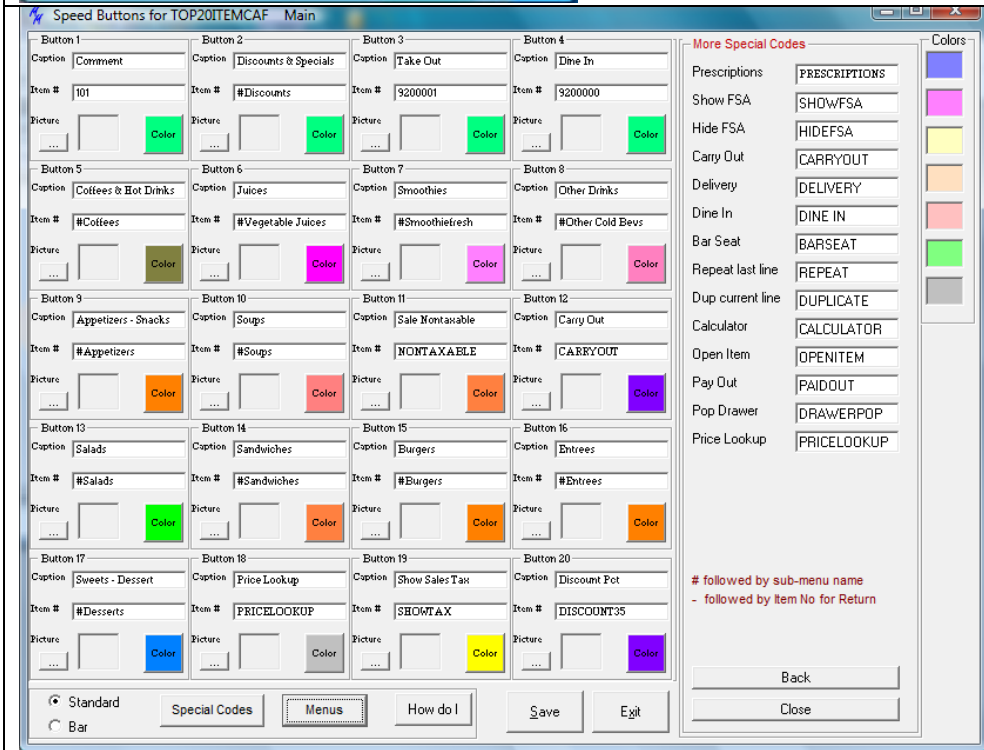 Speed Buttons for TOP20ITEMCAF Main
Button 1 Button 2 Button 3 Button 4
Caption Comment Caption Discounts & Specials Caption Take Out Caption Dine In
Item # 101 Item # #Discounts Item # 9200001 Item # 9200000
Picture Picture Picture Picture
... Color ... Color ... Color ... Color
Button 5 Button 6 Button 7 Button 8
Caption Coffees & Hot Drinks Caption Juices Caption Smoothies Caption Other Drinks
Item # #Coffees Item # #Vegetable Juices Item # #Smoothiefresh Item # #Other Cold Bevs
Picture Picture Picture Picture
... Color ... Color ... Color ... Color
Button 9 Button 10 Button 11 Button 12
Caption Appetizers - Snacks Caption Soups Caption Sale Nontaxable Caption Carry Out
Item # #Appetizers Item # #Soups Item # NONTAXABLE Item # CARRYOUT
Picture Picture Picture Picture
... Color ... Color ... Color ... Color
Button 13 Button 14 Button 15 Button 16
Caption Salads Caption Sandwiches Caption Burgers Caption Entrees
Item # #Salads Item # #Sandwiches Item # #Burgers Item # #Entrees
Picture Picture Picture Picture
... Color ... Color ... Color ... Color
Button 17 Button 18 Button 19 Button 20
Caption Sweets - Dessert Caption Price Lookup Caption Show Sales Tax Caption Discount Pct
Item # #Desserts Item # PRICELOOKUP Item # SHOWTAX Item # DISCOUNT35
Picture Picture Picture Picture
... Color ... Color ... Color ... Color
Standard
Bar
Special Codes Menus How do I Save Exit
More Special Codes
Prescriptions PRESCRIPTIONS
Show FSA SHOWFSA
Hide FSA HIDEFSA
Carry Out CARRYOUT
Delivery DELIVERY
Dine In DINE IN
Bar Seat BARSEAT
Repeat last line REPEAT
Dup current line DUPLICATE
Calculator CALCULATOR
Open Item OPENITEM
Pay Out PAIDOUT
Pop Drawer DRAWERPOP
Price Lookup PRICELOOKUP
# followed by sub-menu name
- followed by Item No for Return
Back
Close
Colors